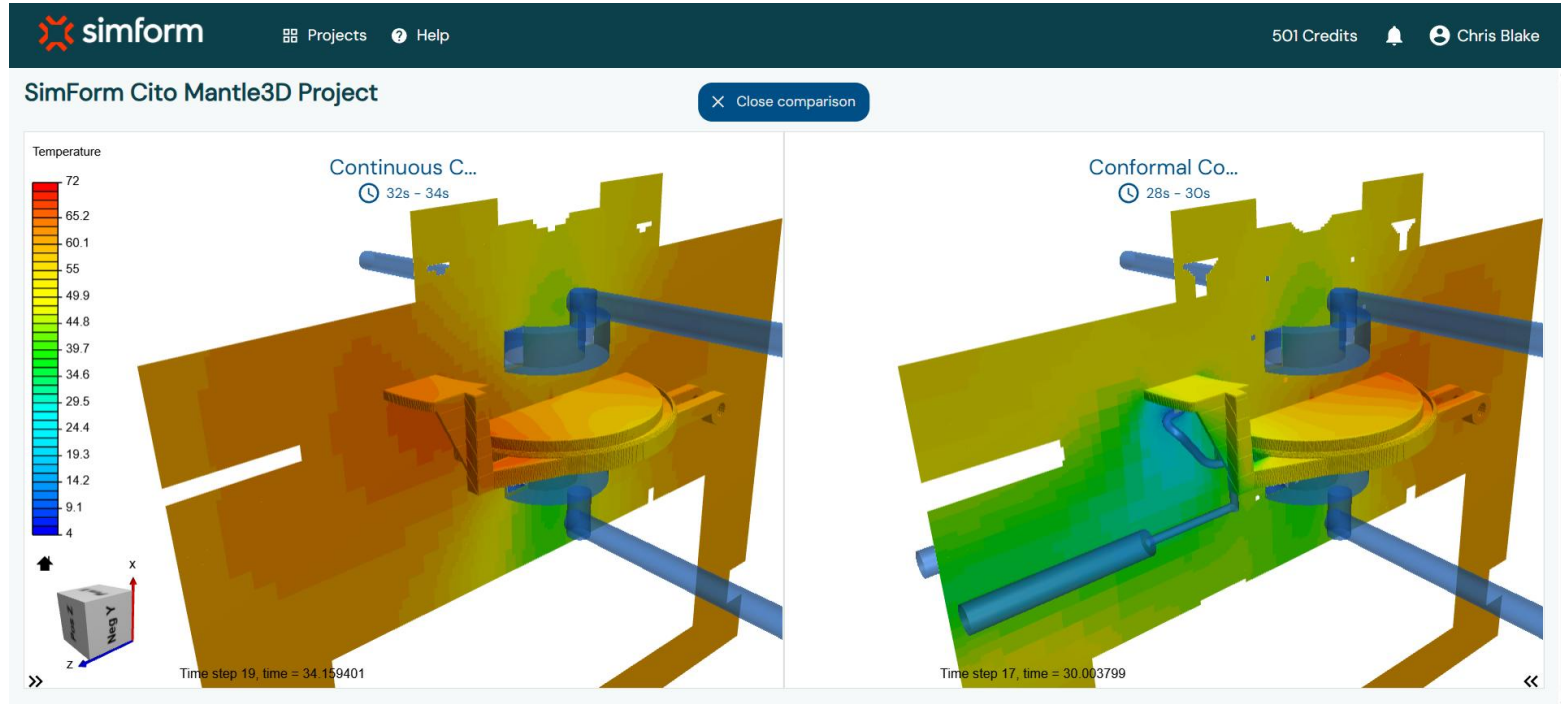 simform
Projects
Help
501 Credits
Chris Blake
SimForm Cito Mantle3D Project
Close comparison
Temperature
72
65.2
60.1
55
49.9
44.8
39.7
34.6
29.5
24.4
19.3
14.2
9.1
4
Continuous C...
32s - 34s
X
Pos Z
Neg Y
Z
Time step 19, time = 34.159401
Conformal Co...
28s - 30s
Time step 17, time = 30.003799